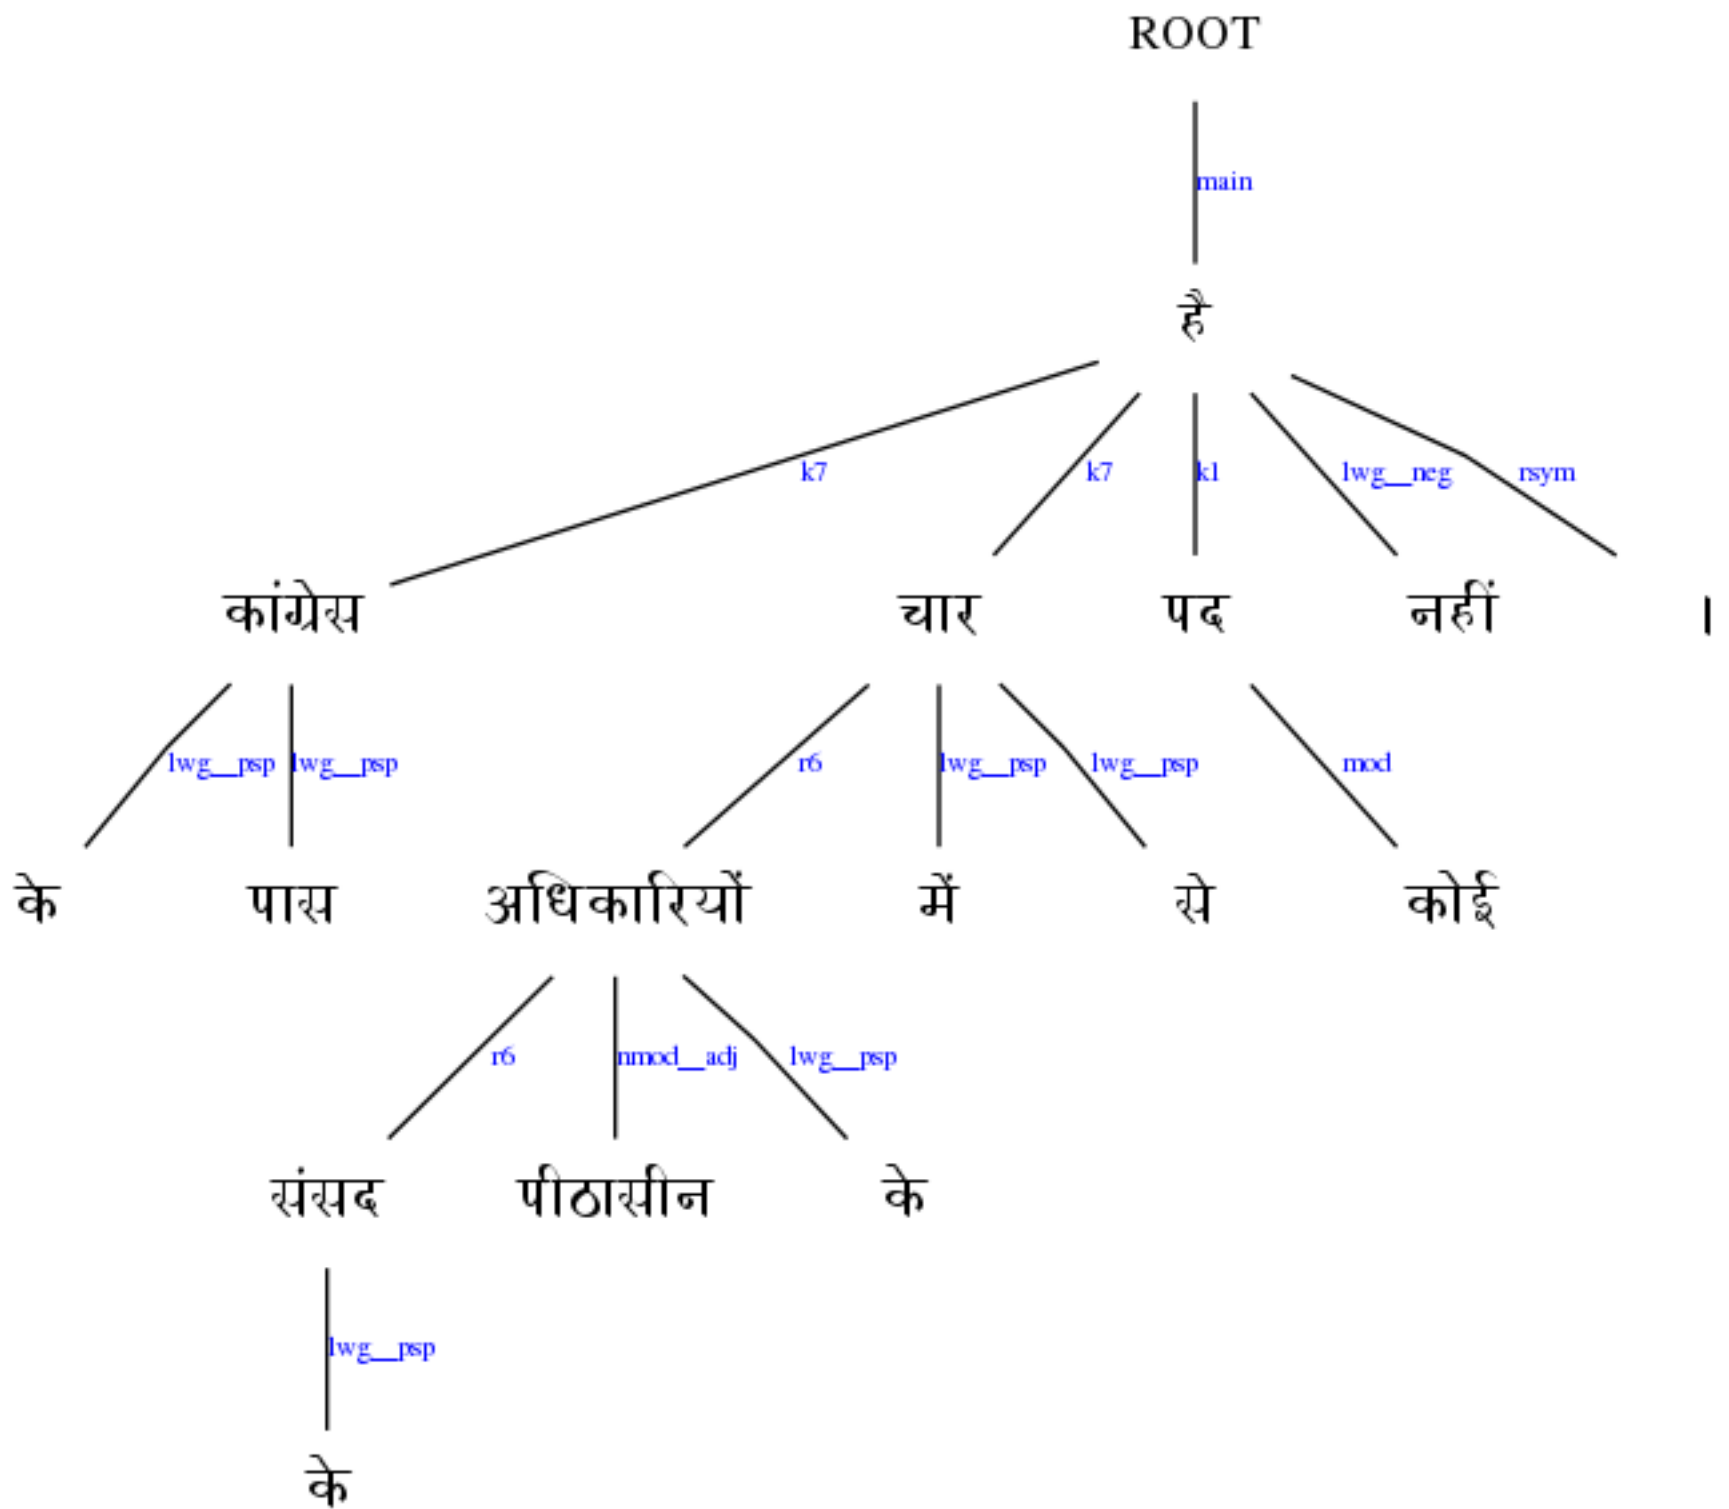 ROOT
main
है
k7 k7 k1 lwg__neg rsym
कांग्रेस चार पद नहीं ।
lwg__psp lwg__psp r6 lwg__psp lwg__psp mod
के पास अधिकारियों में से कोई
r6 nmod__adj lwg__psp
संसद पीठासीन के
lwg__psp
के